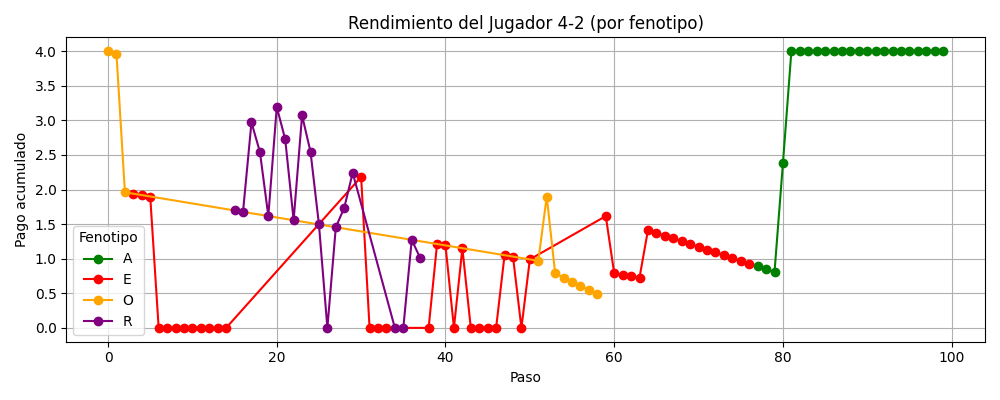 Rendimiento del Jugador 4-2 (por fenotipo)
Pago acumulado
4.0
3.5
3.0
2.5
2.0
1.5
1.0
0.5
0.0
Fenotipo
A
E
O
R
0
20
40
60
80
100
Paso